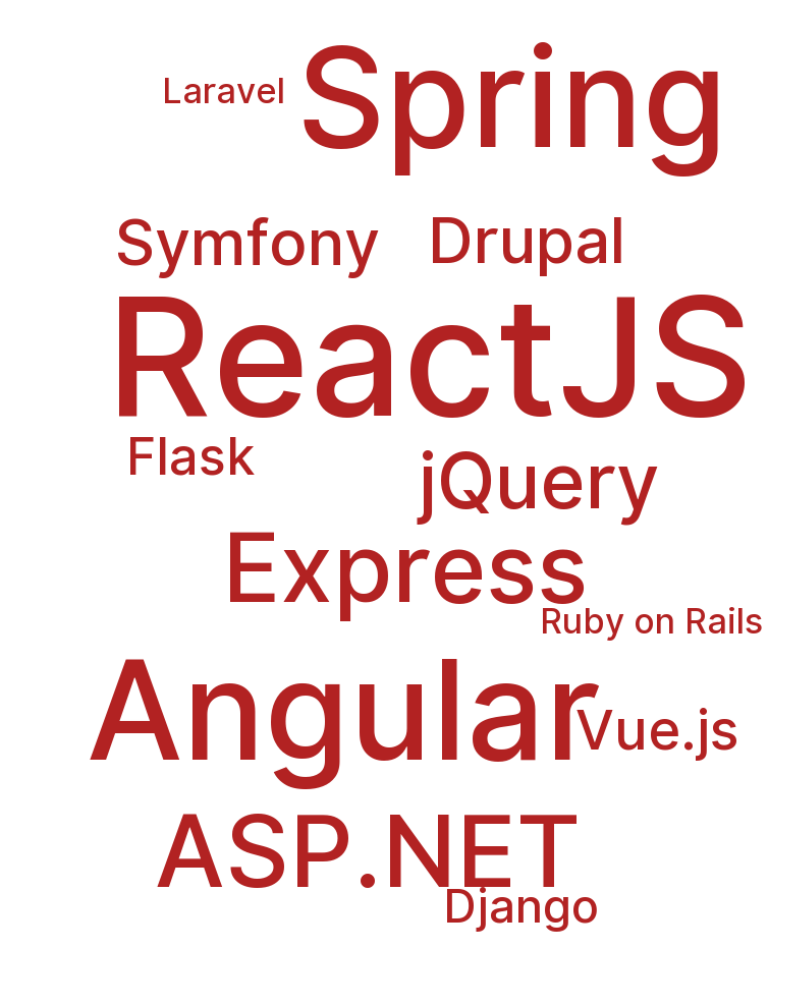 Laravel
Spring
Symfony
Drupal
ReactJS
Flask
jQuery
Express
Ruby on Rails
Angular
Vue.js
ASP.NET
Django